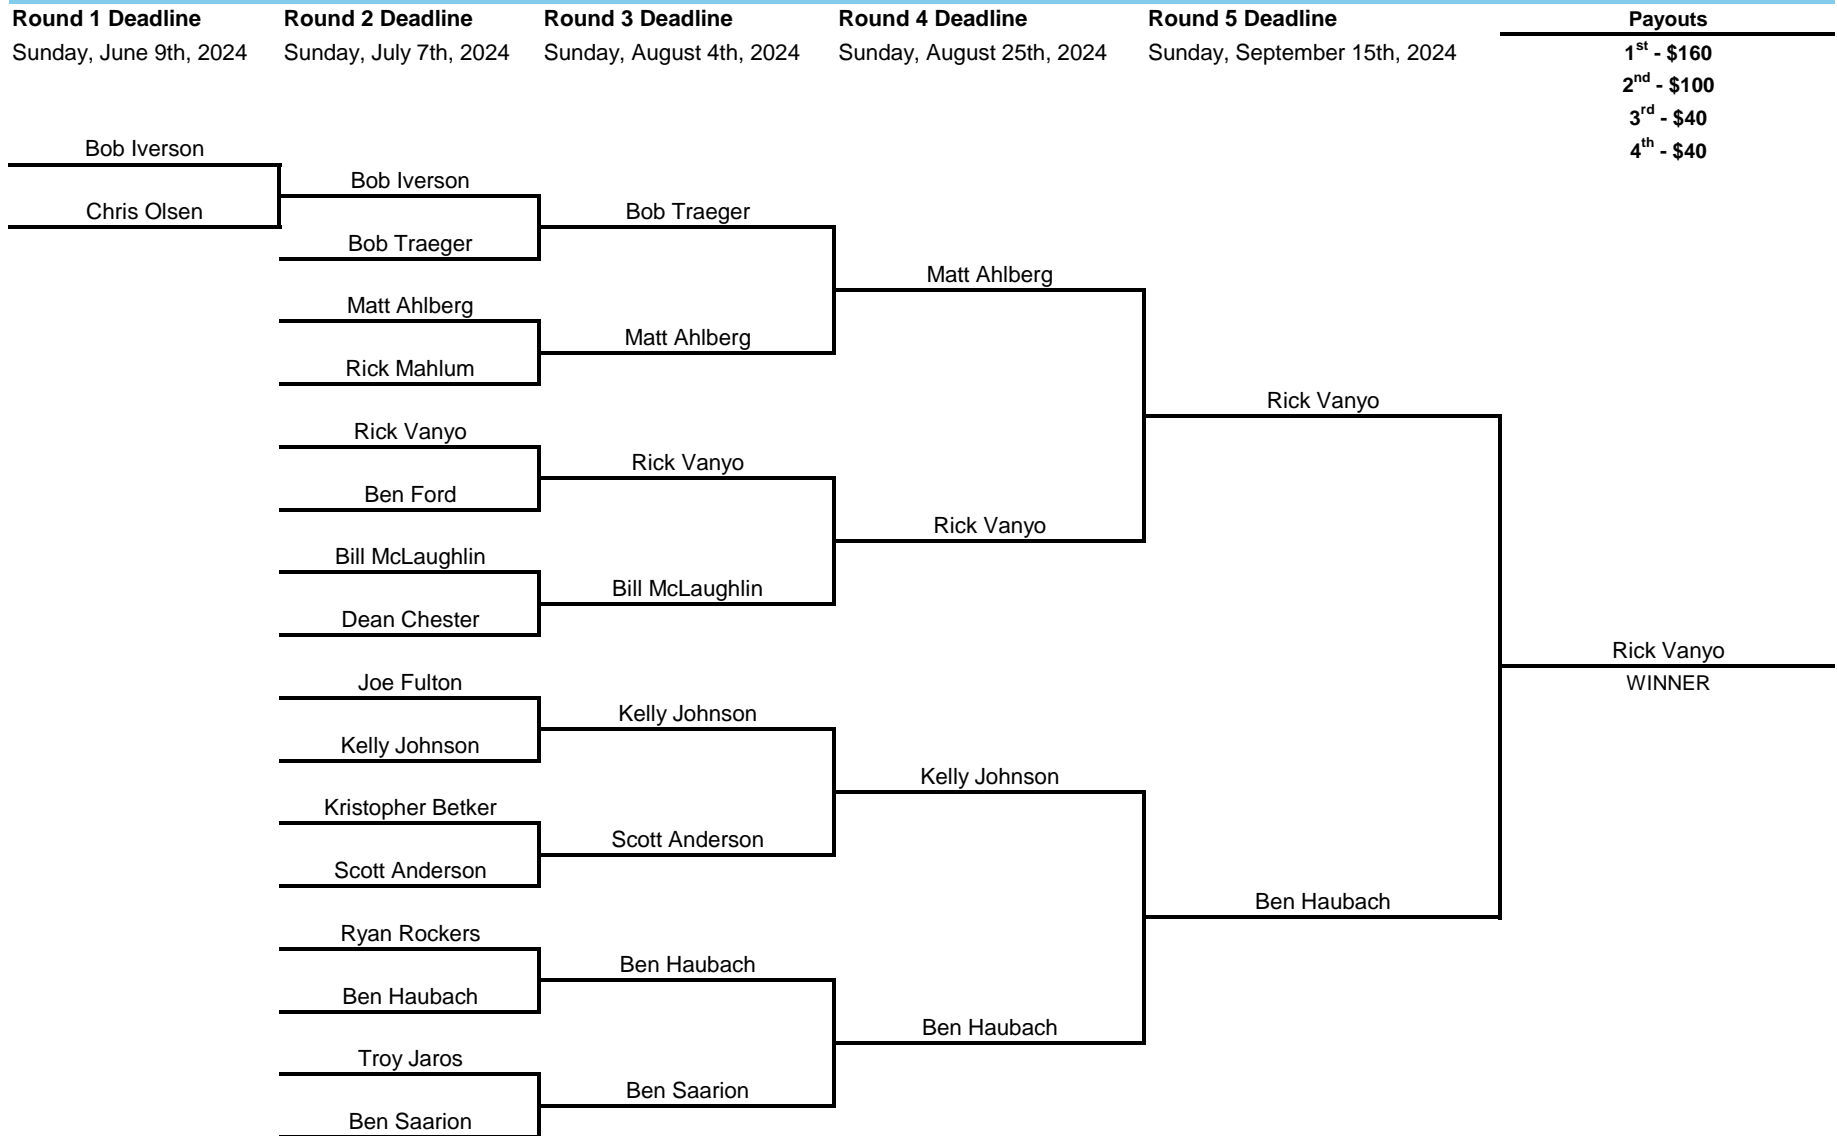 Round 1 Deadline
Round 2 Deadline
Round 3 Deadline
Round 4 Deadline
Round 5 Deadline
Payouts
Sunday, June 9th, 2024
Sunday, July 7th, 2024
Sunday, August 4th, 2024
Sunday, August 25th, 2024
Sunday, September 15th, 2024
1st - $160
2nd - $100
3rd - $40
4th - $40
Bob Iverson
Chris Olsen
Bob Iverson
Bob Traeger
Matt Ahlberg
Rick Mahlum
Rick Vanyo
Ben Ford
Bill McLaughlin
Dean Chester
Joe Fulton
Kelly Johnson
Kristopher Betker
Scott Anderson
Ryan Rockers
Ben Haubach
Troy Jaros
Ben Saarion
Bob Traeger
Matt Ahlberg
Rick Vanyo
Bill McLaughlin
Kelly Johnson
Scott Anderson
Ben Haubach
Ben Saarion
Matt Ahlberg
Rick Vanyo
Kelly Johnson
Ben Haubach
Rick Vanyo
Ben Haubach
Rick Vanyo
WINNER